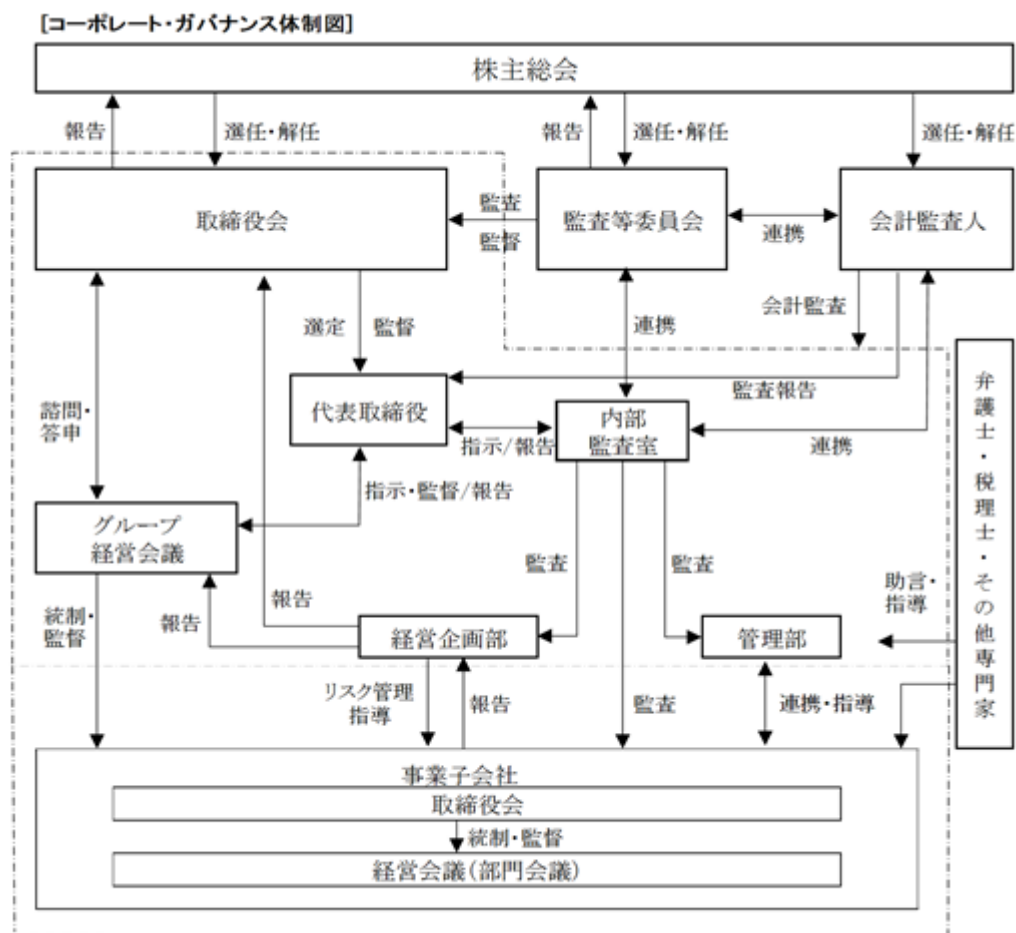 [コーポレート・ガバナンス体制図]
株主総会
報告
選任・解任
報告
選任・解任
選任・解任
取締役会
監査
監督
監査等委員会
連携
会計監査人
選定
監督
連携
会計監査
監査報告
代表取締役
指示/報告
内部
監査室
連携
諮問・
答申
指示・監督/報告
グループ
経営会議
監査
監査
弁護士・税理士・その他専門家
助言・
指導
統制・
監督
報告
報告
経営企画部
管理部
リスク管理
指導
報告
監査
連携・指導
事業子会社
取締役会
統制・監督
経営会議(部門会議)